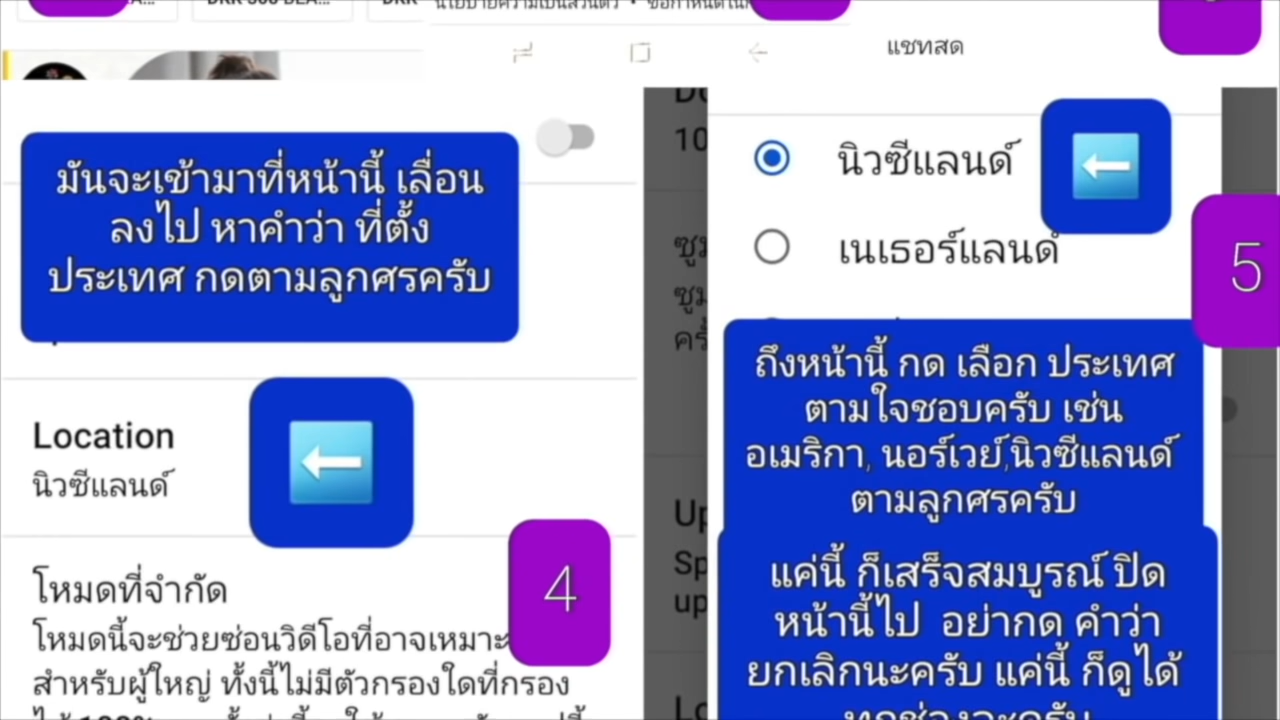 DRR
แชทสด
มันจะเข้ามาที่หน้านี้ เลื่อน
ลงไป หาคำว่า ที่ตั้ง
ประเทศ กดตามลูกศรครับ
Location
นิวซีแลนด์
4
โหมดที่จำกัด
โหมดนี้จะช่วยซ่อนวิดีโอที่อาจเหมาะ
สำหรับผู้ใหญ่ ทั้งนี้ไม่มีตัวกรองใดที่กรอง
10
ซูม
ซูม
ครั้
Up
Sp
up
นิวซีแลนด์
เนเธอร์แลนด์
5
ถึงหน้านี้ กด เลือก ประเทศ
ตามใจชอบครับ เช่น
อเมริกา, นอร์เวย์,นิวซีแลนด์
ตามลูกศรครับ
แค่นี้ ก็เสร็จสมบูรณ์ ปิด
หน้านี้ไป อย่ากด คำว่า
ยกเลิกนะครับ แค่นี้ ก็ดูได้